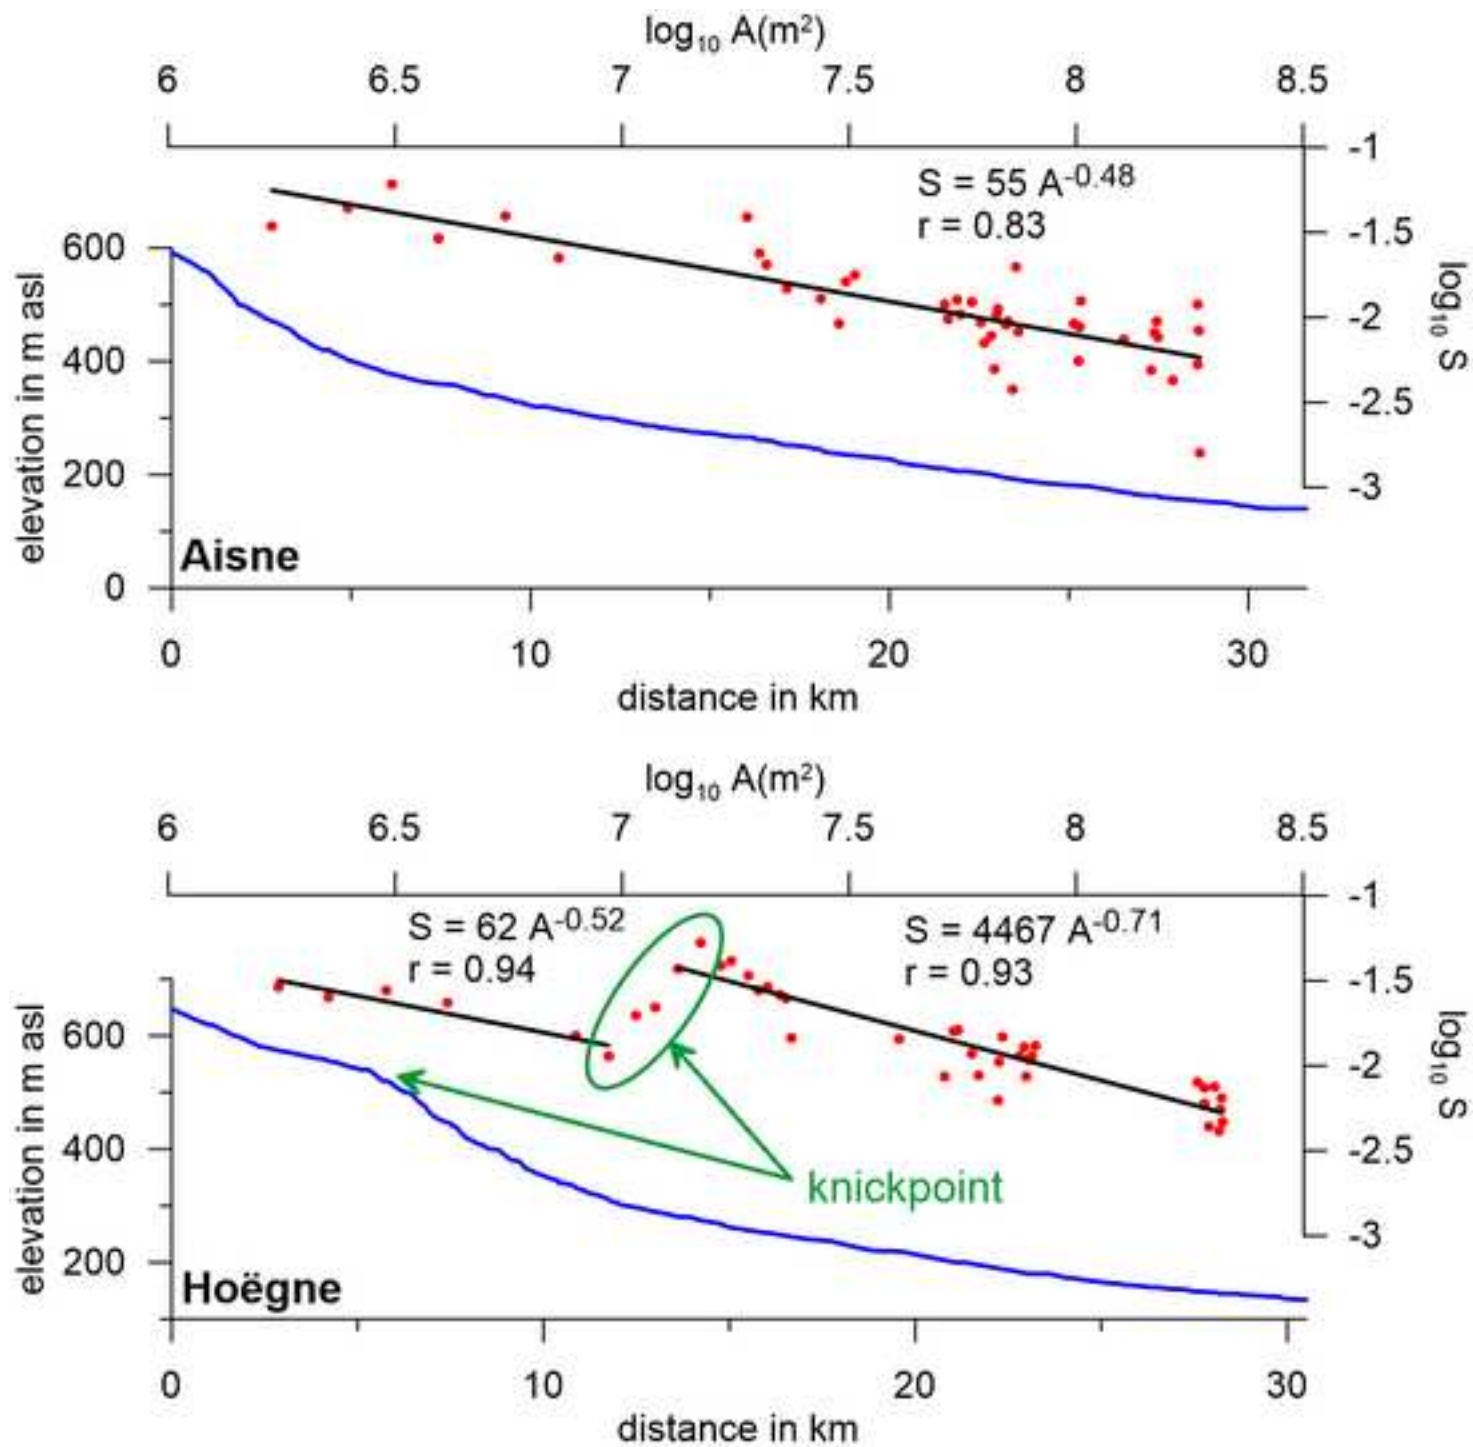 log₁₀ A(m²)
6 6.5 7 7.5 8 8.5
-1
S = 55 A⁻⁰·⁴⁸
r = 0.83
-1.5
600
-2
400
-2.5
200
-3
0
elevation in m asl
log₁₀ S
Aisne
0 10 20 30
distance in km
log₁₀ A(m²)
6 6.5 7 7.5 8 8.5
-1
S = 62 A⁻⁰·⁵² S = 4467 A⁻⁰·⁷¹
r = 0.94 r = 0.93
-1.5
600
-2
400
-2.5
knickpoint
-3
200
elevation in m asl
log₁₀ S
Hoëgne
0 10 20 30
distance in km